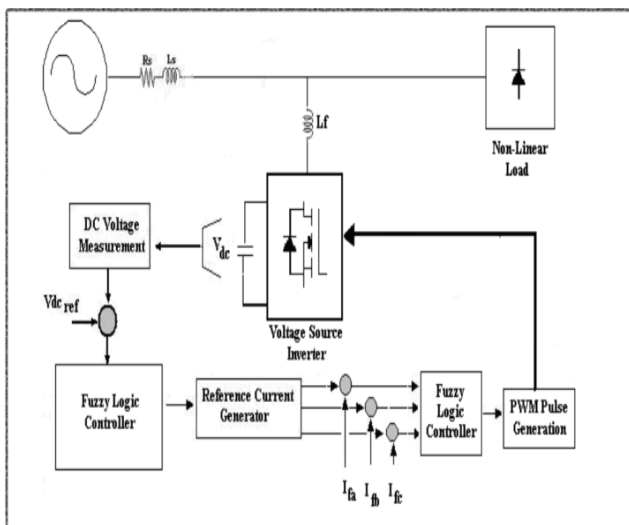 Rs
Ls
Lf
Non-Linear
Load
DC Voltage
Measurement
Vdc
Voltage Source
Inverter
Vdc ref
Fuzzy Logic
Controller
Reference Current
Generator
Fuzzy
Logic
Controller
PWM Pulse
Generation
Ifa
Ifb
Ifc